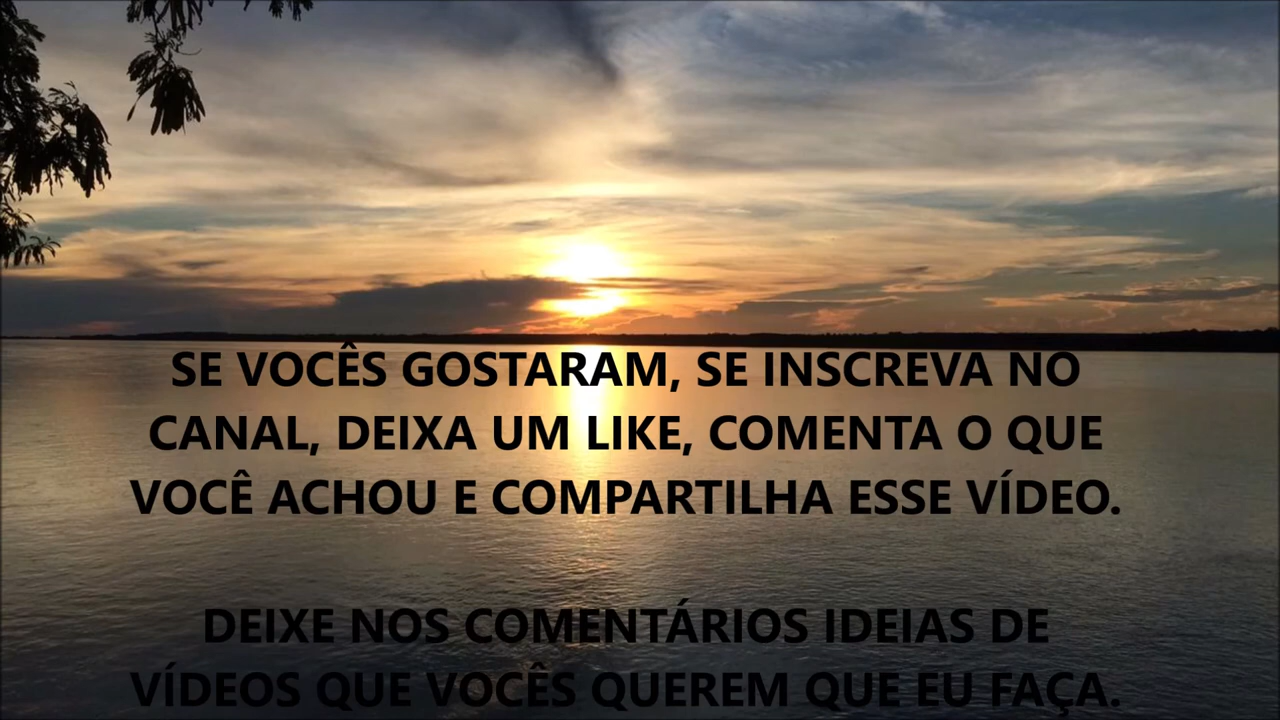 SE VOCÊS GOSTARAM, SE INSCREVA NO
CANAL, DEIXA UM LIKE, COMENTA O QUE
VOCÊ ACHOU E COMPARTILHA ESSE VÍDEO.
DEIXE NOS COMENTÁRIOS IDEIAS DE
VÍDEOS QUE VOCÊS QUEREM QUE EU FAÇA.